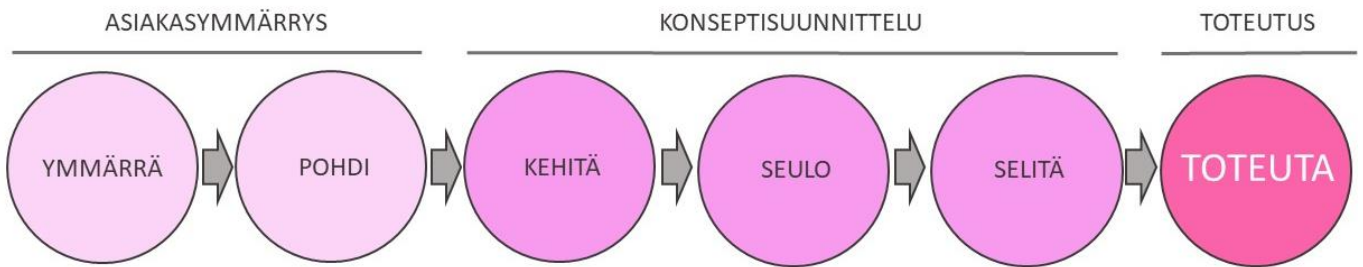 ASIAKASYMMÄRRYS
KONSEPTISUUNNITTELU
TOTEUTUS
YMMÄRRÄ
POHDI
KEHITÄ
SEULO
SELITÄ
TOTEUTA